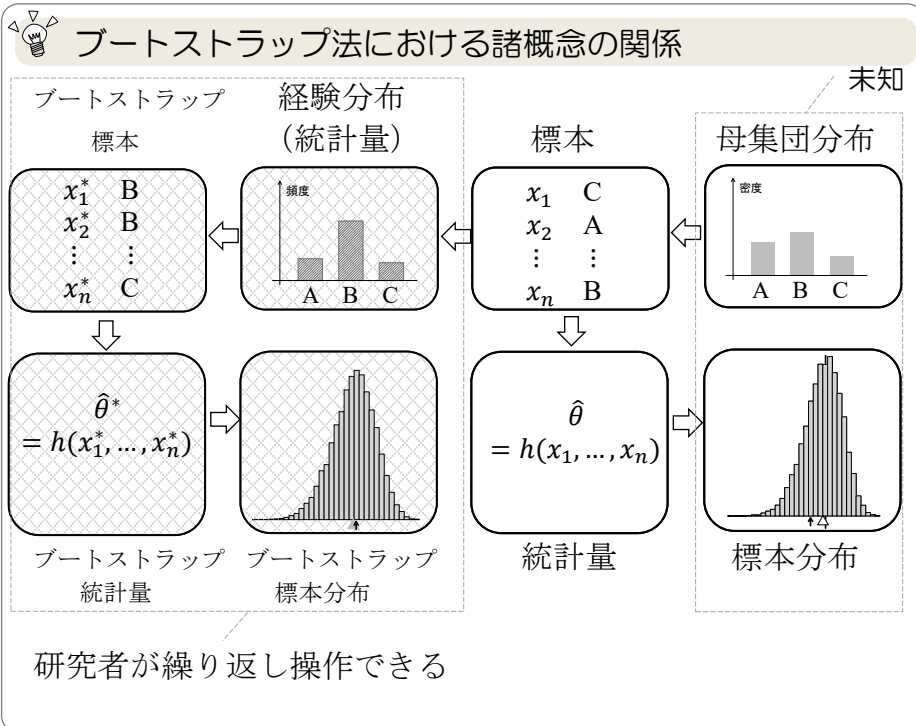 ブートストラップ法における諸概念の関係
未知
ブートストラップ
標本
経験分布
(統計量)
標本
母集団分布
x₁* B
x₂* B
⋮ ⋮
xₙ* C
頻度
A B C
x₁ C
x₂ A
⋮ ⋮
xₙ B
密度
A B C
θ̂*
= h(x₁*, …, xₙ*)
θ̂
= h(x₁, …, xₙ)
ブートストラップ
統計量
ブートストラップ
標本分布
統計量
標本分布
研究者が繰り返し操作できる